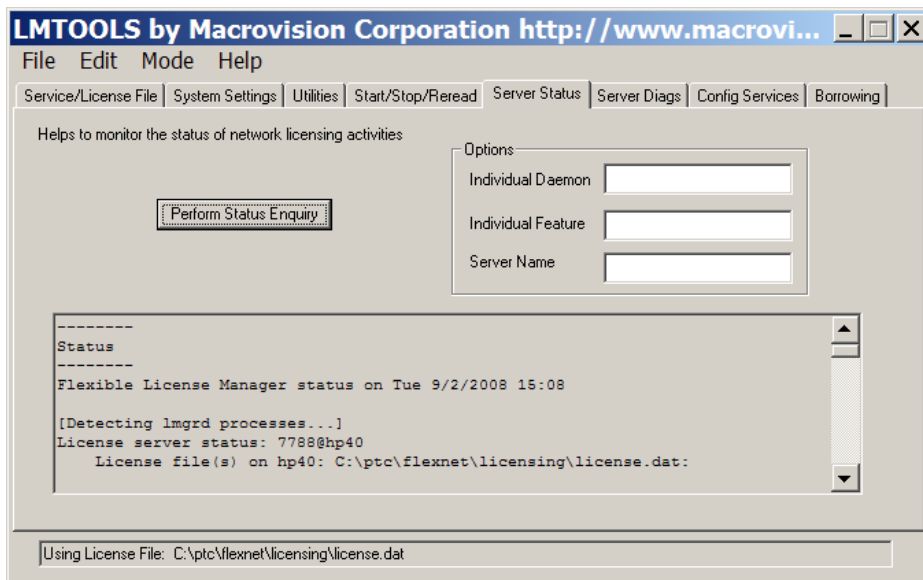 LMTOOLS by Macrovision Corporation http://www.macrovi...
File Edit Mode Help
Service/License File System Settings Utilities Start/Stop/Reread Server Status Server Diags Config Services Borrowing
Helps to monitor the status of network licensing activities
Options
Individual Daemon
Perform Status Enquiry
Individual Feature
Server Name
--------
Status
--------
Flexible License Manager status on Tue 9/2/2008 15:08
[Detecting lmgrd processes...]
License server status: 7788@hp40
License file(s) on hp40: C:\ptc\flexnet\licensing\license.dat:
Using License File: C:\ptc\flexnet\licensing\license.dat